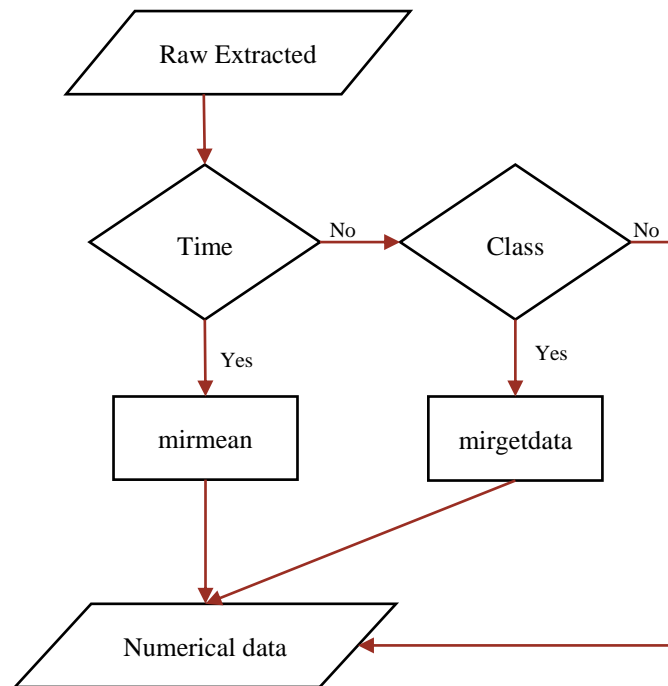 Raw Extracted
Time
No
Class
No
Yes
Yes
mirmean
mirgetdata
Numerical data